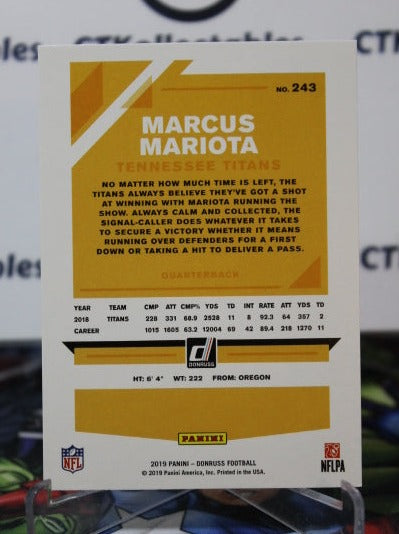 CTKollectables
CTK
llectables
CTK
No. 243
MARCUS
MARIOTA
TENNESSEE TITANS
NO MATTER HOW MUCH TIME IS LEFT, THE
TITANS ALWAYS BELIEVE THEY'VE GOT A SHOT
AT WINNING WITH MARIOTA RUNNING THE
SHOW. ALWAYS CALM AND COLLECTED, THE
SIGNAL-CALLER DOES WHATEVER IT TAKES
TO SECURE A VICTORY WHETHER IT MEANS
RUNNING OVER DEFENDERS FOR A FIRST
DOWN OR TAKING A HIT TO DELIVER A PASS.
QUARTERBACK
YEAR TEAM CMP ATT CMP% YDS TD INT RATE ATT YDS TD
2018 TITANS 228 331 68.9 2528 11 8 92.3 64 357 2
CAREER 1015 1605 63.2 12004 69 42 89.4 218 1270 11
DONRUSS
HT: 6' 4" WT: 222 FROM: OREGON
PANINI
NFL
NFLPA
2019 PANINI – DONRUSS FOOTBALL
© 2019 Panini America, Inc. Printed in the USA.